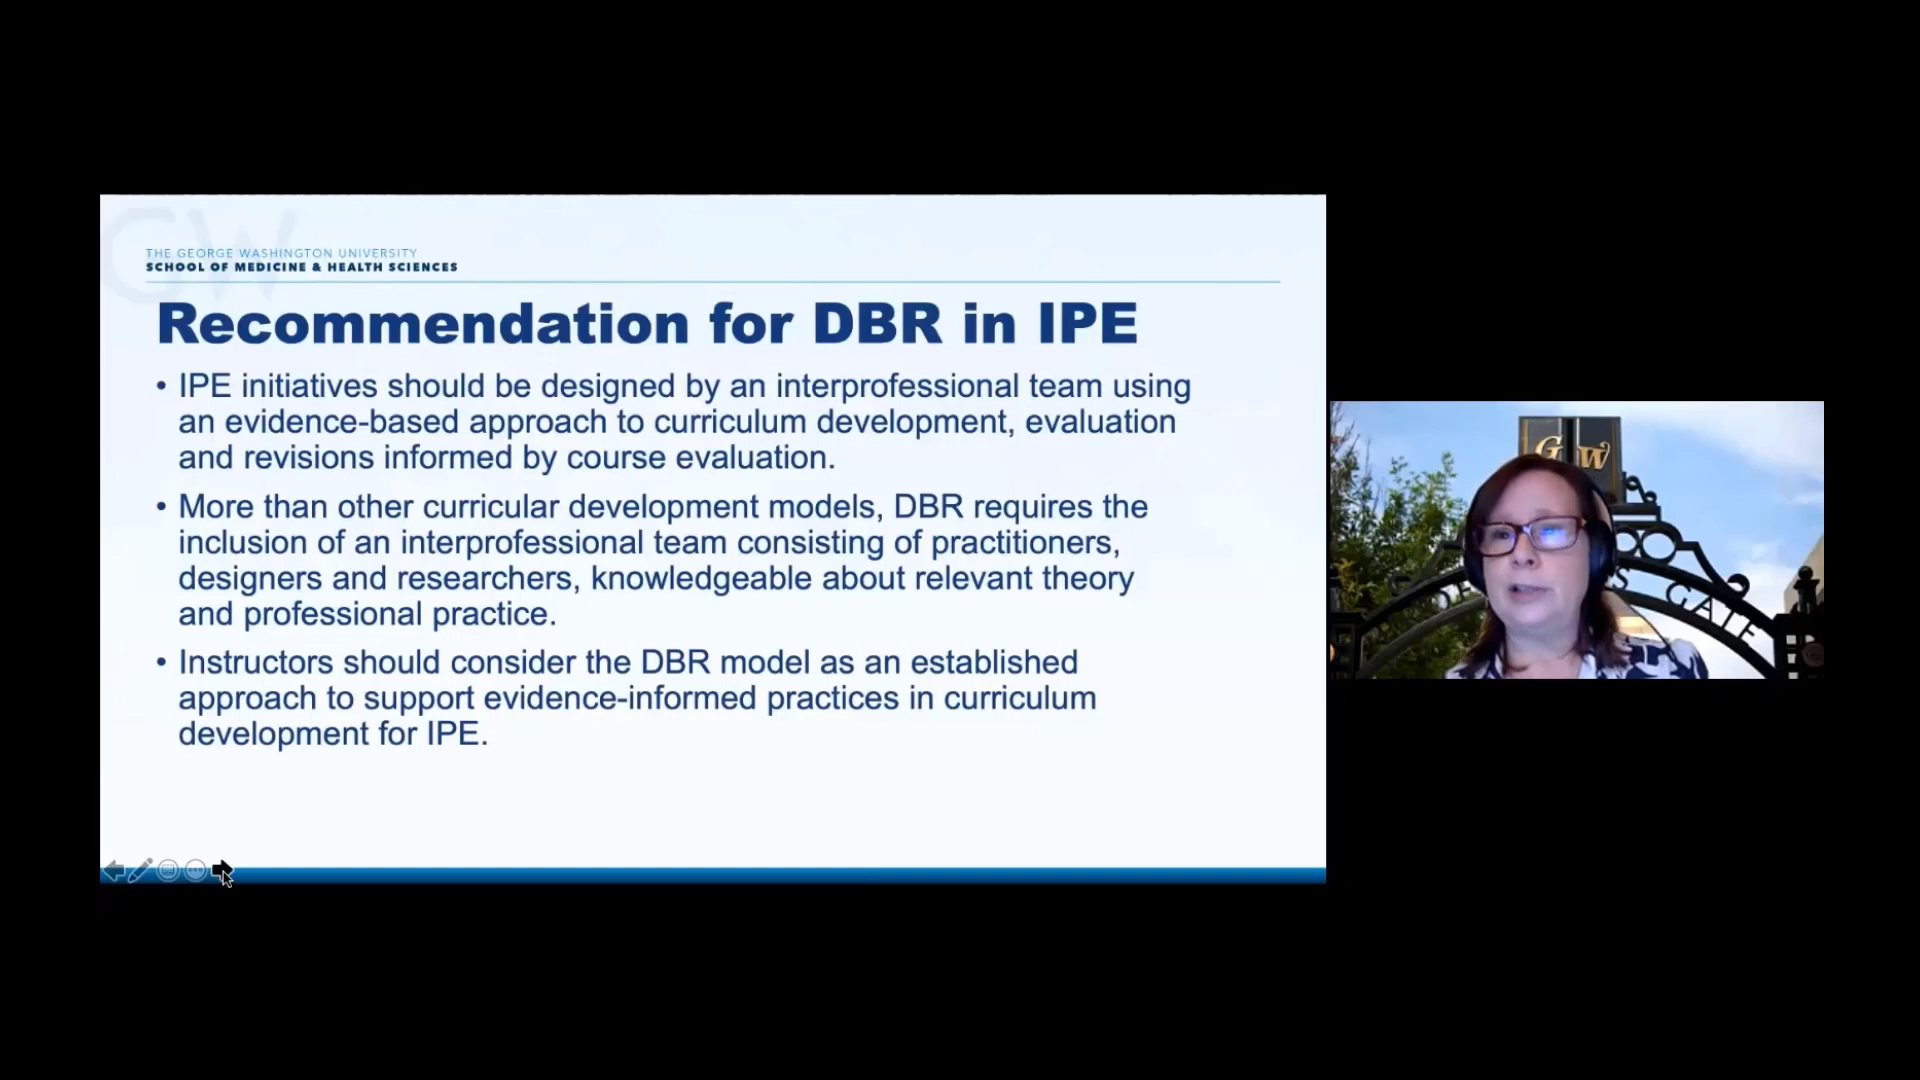 THE GEORGE WASHINGTON UNIVERSITY
SCHOOL OF MEDICINE & HEALTH SCIENCES
Recommendation for DBR in IPE
• IPE initiatives should be designed by an interprofessional team using
an evidence-based approach to curriculum development, evaluation
and revisions informed by course evaluation.
• More than other curricular development models, DBR requires the
inclusion of an interprofessional team consisting of practitioners,
designers and researchers, knowledgeable about relevant theory
and professional practice.
• Instructors should consider the DBR model as an established
approach to support evidence-informed practices in curriculum
development for IPE.
GW
GW
GATE